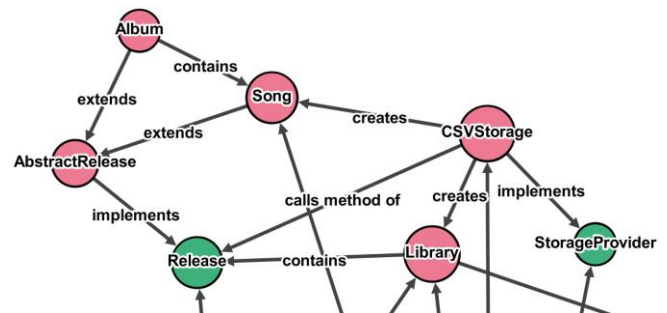 Album
contains
Song
extends
creates
CSVStorage
extends
AbstractRelease
implements
calls method of
creates
implements
Release
contains
Library
StorageProvider